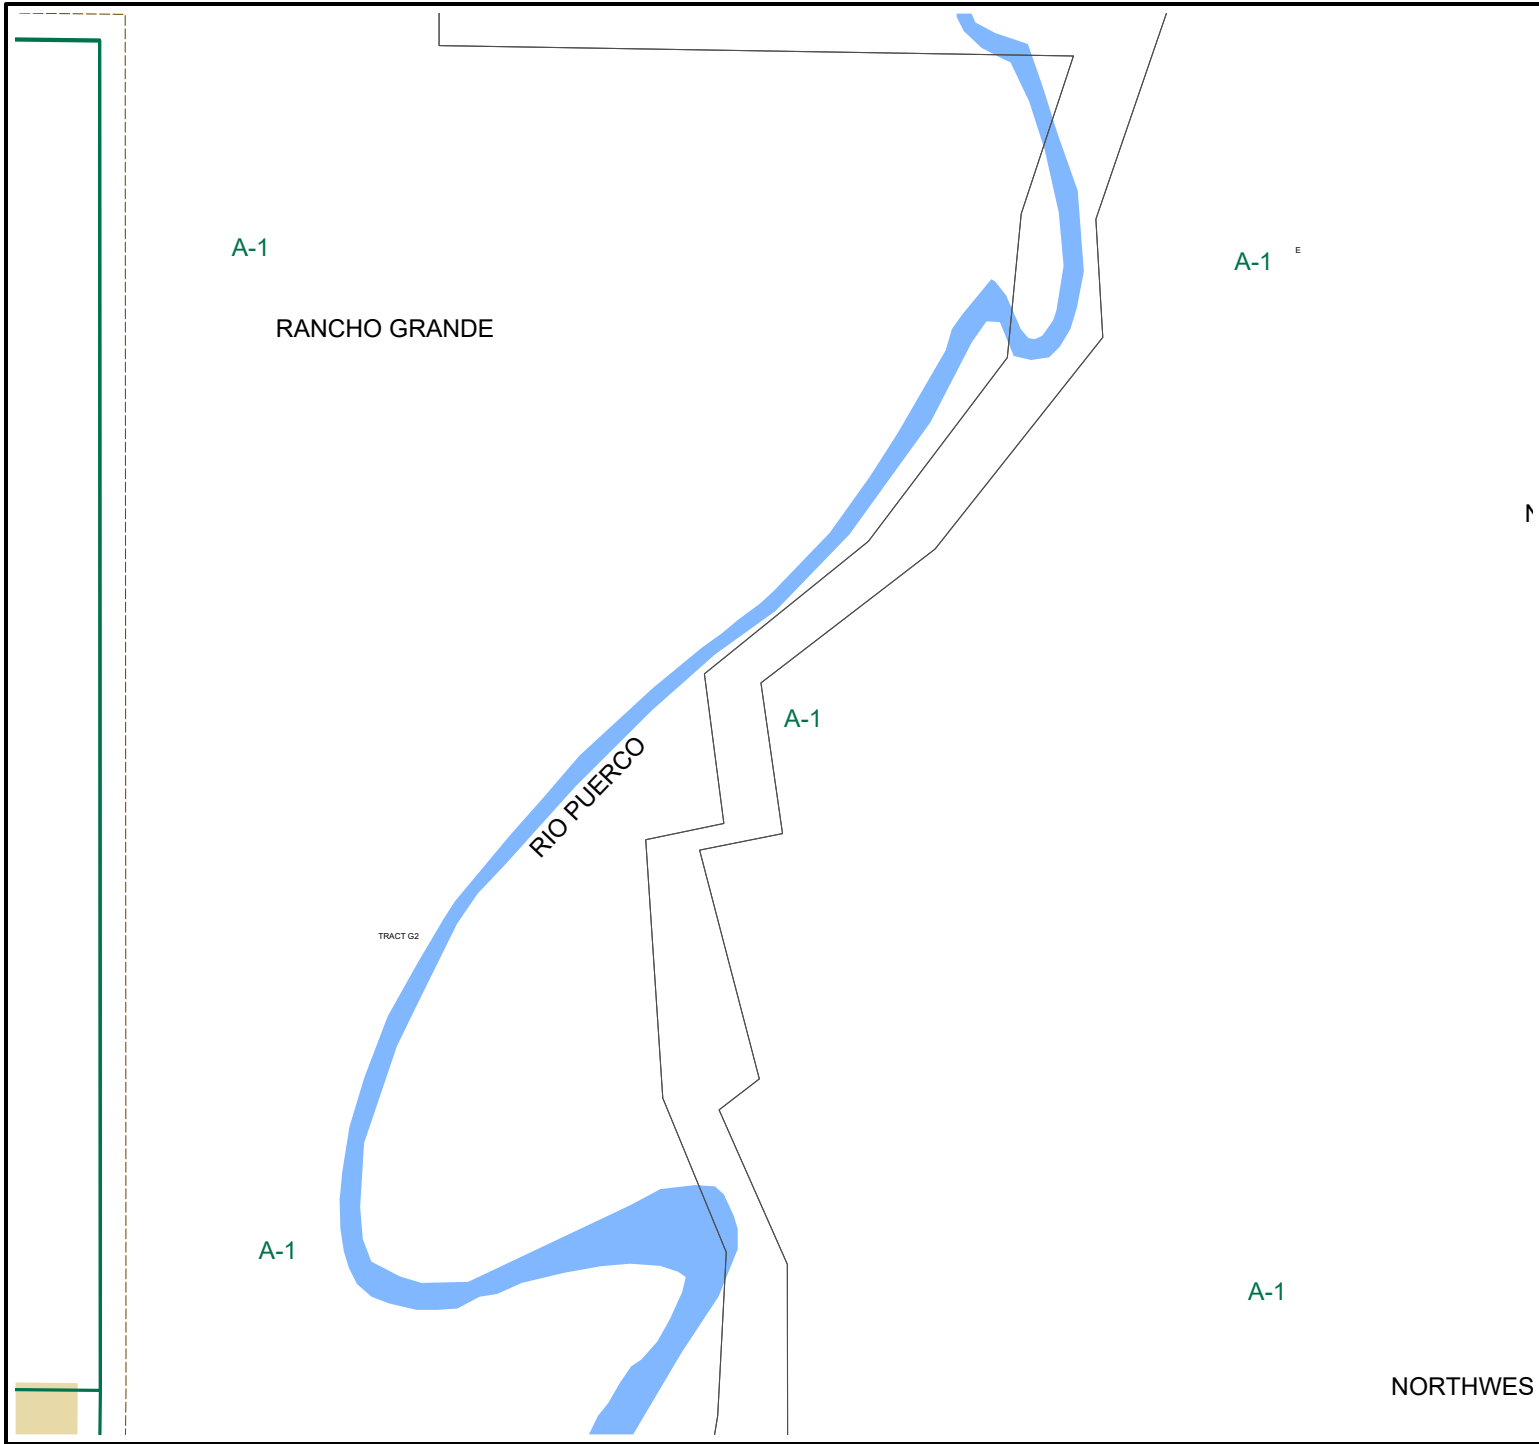 A-1
A-1
E
RANCHO GRANDE
N
A-1
RIO PUERCO
TRACT G2
A-1
A-1
NORTHWES